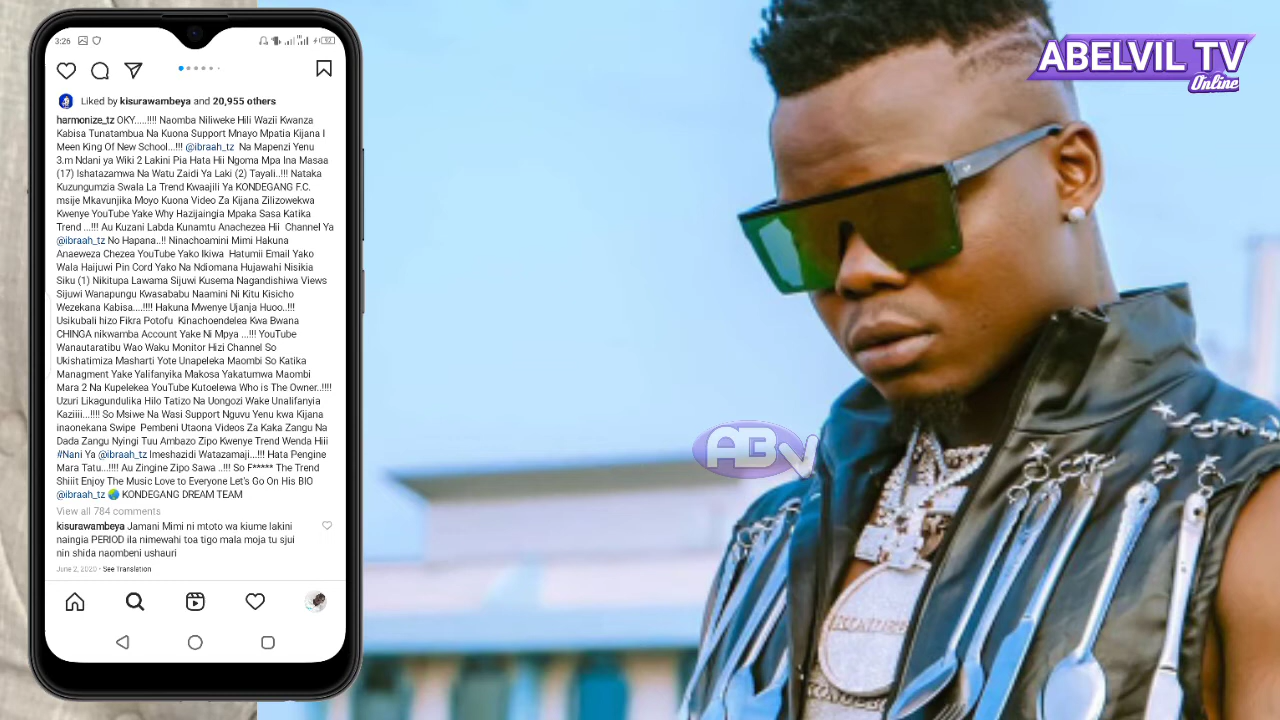 3:26
Liked by kisurawambeya and 20,955 others
harmonize_tz OKY.....!!!! Naomba Niliweke Hili Wazii Kwanza
Kabisa Tunatambua Na Kuona Support Mnayo Mpatia Kijana I
Meen King Of New School...!!! @ibraah_tz Na Mapenzi Yenu
3.m Ndani ya Wiki 2 Lakini Pia Hata Hii Ngoma Mpa Ina Masaa
(17) Ishatazamwa Na Watu Zaidi Ya Laki (2) Tayali..!!! Nataka
Kuzungumzia Swala La Trend Kwaajili Ya KONDEGANG F.C.
msije Mkavunjika Moyo Kuona Video Za Kijana Zilizowekwa
Kwenye YouTube Yake Why Hazijaingia Mpaka Sasa Katika
Trend ...!!! Au Kuzani Labda Kunamtu Anachezea Hii Channel Ya
@ibraah_tz No Hapana..!! Ninachoamini Mimi Hakuna
Anaeweza Chezea YouTube Yako Ikiwa Hatumii Email Yako
Wala Haijuwi Pin Cord Yako Na Ndiomana Hujawahi Nisikia
Siku (1) Nikitupa Lawama Sijuwi Kusema Nagandishiwa Views
Sijuwi Wanapungu Kwasababu Naamini Ni Kitu Kisicho
Wezekana Kabisa....!!!! Hakuna Mwenye Ujanja Huoo..!!!
Usikubali hizo Fikra Potofu Kinachoendelea Kwa Bwana
CHINGA nikwamba Account Yake Ni Mpya ...!!! YouTube
Wanautaratibu Wao Waku Monitor Hizi Channel So
Ukishatimiza Masharti Yote Unapeleka Maombi So Katika
Managment Yake Yalifanyika Makosa Yakatumwa Maombi
Mara 2 Na Kupelekea YouTube Kutoelewa Who is The Owner..!!!!
Uzuri Likagundulika Hilo Tatizo Na Uongozi Wake Unalifanyia
Kaziiii...!!!! So Msiwe Na Wasi Support Nguvu Yenu kwa Kijana
inaonekana Swipe Pembeni Utaona Videos Za Kaka Zangu Na
Dada Zangu Nyingi Tuu Ambazo Zipo Kwenye Trend Wenda Hiii
#Nani Ya @ibraah_tz Imeshazidi Watazamaji...!!! Hata Pengine
Mara Tatu...!!!! Au Zingine Zipo Sawa ..!!! So F***** The Trend
Shiiit Enjoy The Music Love to Everyone Let's Go On His BIO
@ibraah_tz 🌏 KONDEGANG DREAM TEAM
View all 784 comments
kisurawambeya Jamani Mimi ni mtoto wa kiume lakini
naingia PERIOD ila nimewahi toa tigo mala moja tu sjui
nin shida naombeni ushauri
June 2, 2020 • See Translation
ABELVIL TV
Online
ABV